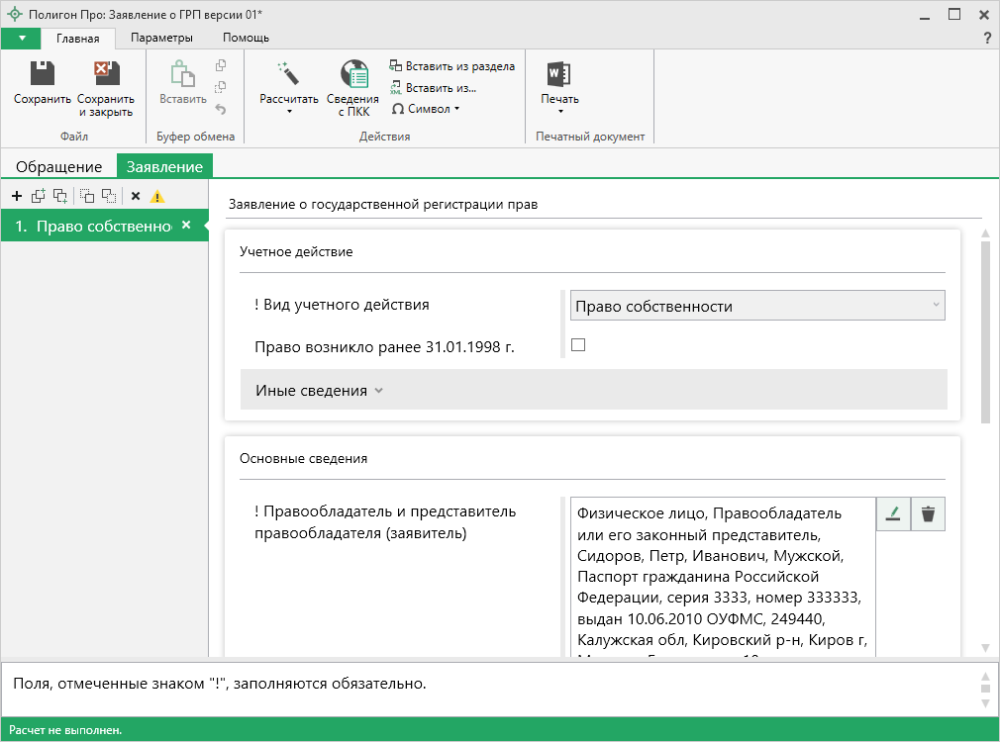 Полигон Про: Заявление о ГРП версии 01*
Главная Параметры Помощь ?
Сохранить
Сохранить
и закрыть
Файл
Вставить
Буфер обмена
Рассчитать
Сведения
с ПКК
Вставить из раздела
XML Вставить из...
Ω Символ
Действия
W
Печать
Печатный документ
Обращение Заявление
1. Право собственно
Заявление о государственной регистрации прав
Учетное действие
! Вид учетного действия
Право собственности
Право возникло ранее 31.01.1998 г.
Иные сведения
Основные сведения
! Правообладатель и представитель
правообладателя (заявитель)
Физическое лицо, Правообладатель
или его законный представитель,
Сидоров, Петр, Иванович, Мужской,
Паспорт гражданина Российской
Федерации, серия 3333, номер 333333,
выдан 10.06.2010 ОУФМС, 249440,
Калужская обл, Кировский р-н, Киров г,
Поля, отмеченные знаком "!", заполняются обязательно.
Расчет не выполнен.